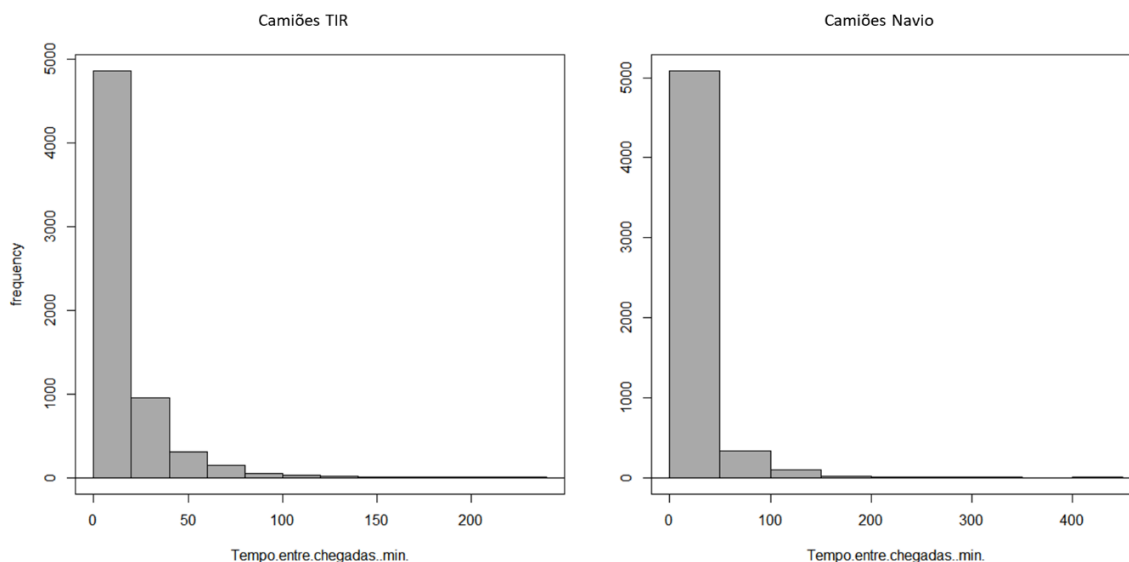 Camiões TIR
frequency
5000
4000
3000
2000
1000
0
0 50 100 150 200
Tempo.entre.chegadas..min.
Camiões Navio
5000
4000
3000
2000
1000
0
0 100 200 300 400
Tempo.entre.chegadas..min.